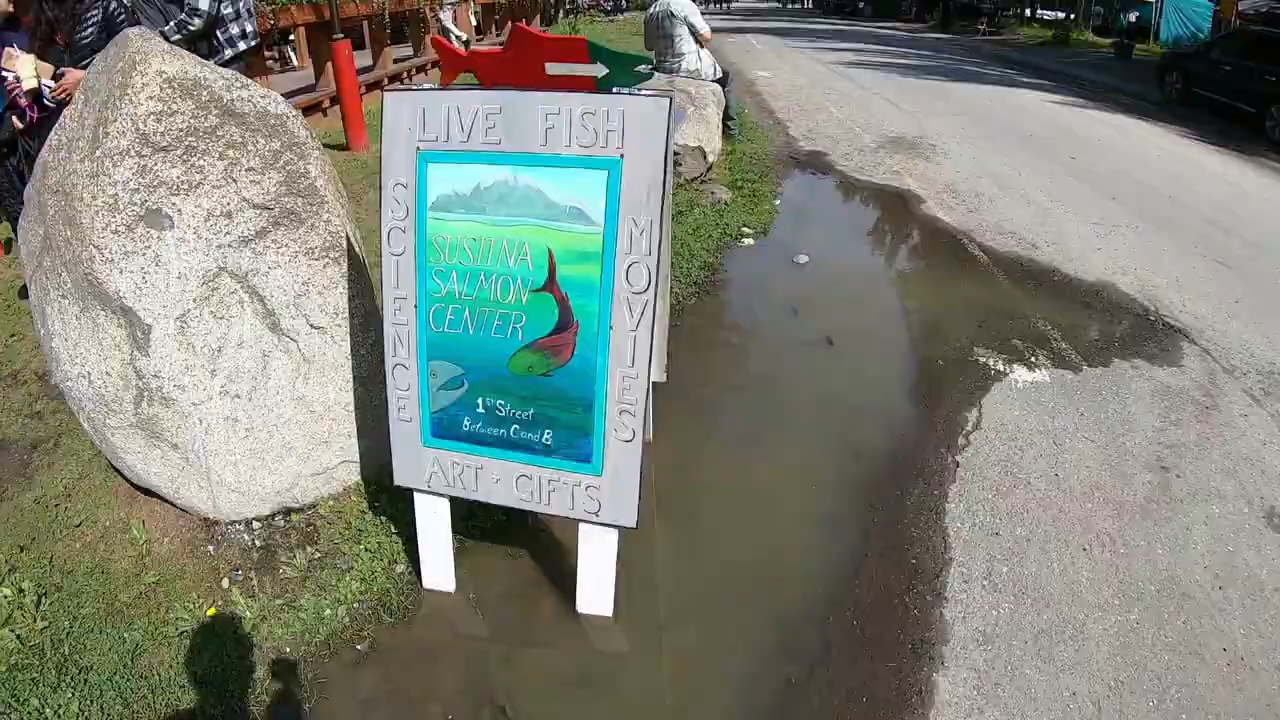 LIVE FISH
SCIENCE
SUSITNA
SALMON
CENTER
1st Street
Between C and B
MOVIES
ART + GIFTS